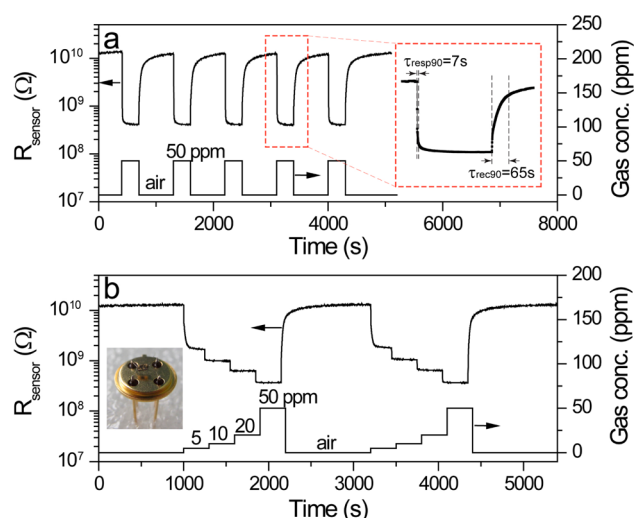 a
R_sensor (Ω)
10^10
10^9
10^8
10^7
250
200
150
100
50
0
Gas conc. (ppm)
50 ppm
air
τresp90=7s
τrec90=65s
0 2000 4000 6000 8000
Time (s)
b
R_sensor (Ω)
10^10
10^9
10^8
10^7
200
150
100
50
0
Gas conc. (ppm)
50 ppm
5 10 20
air
0 1000 2000 3000 4000 5000
Time (s)